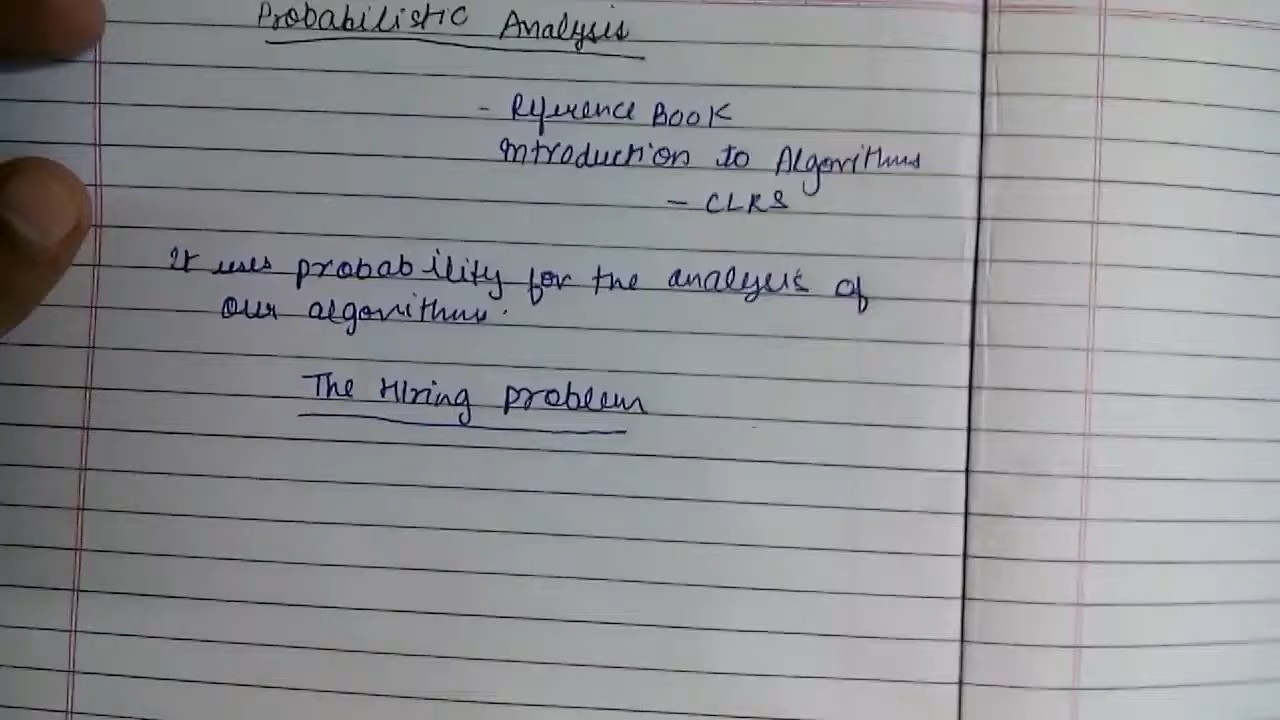 Probabilistic Analysis
- Reference Book
Introduction to Algorithms
- CLRS
It uses probability for the analysis of
our algorithms.
The Hiring problem